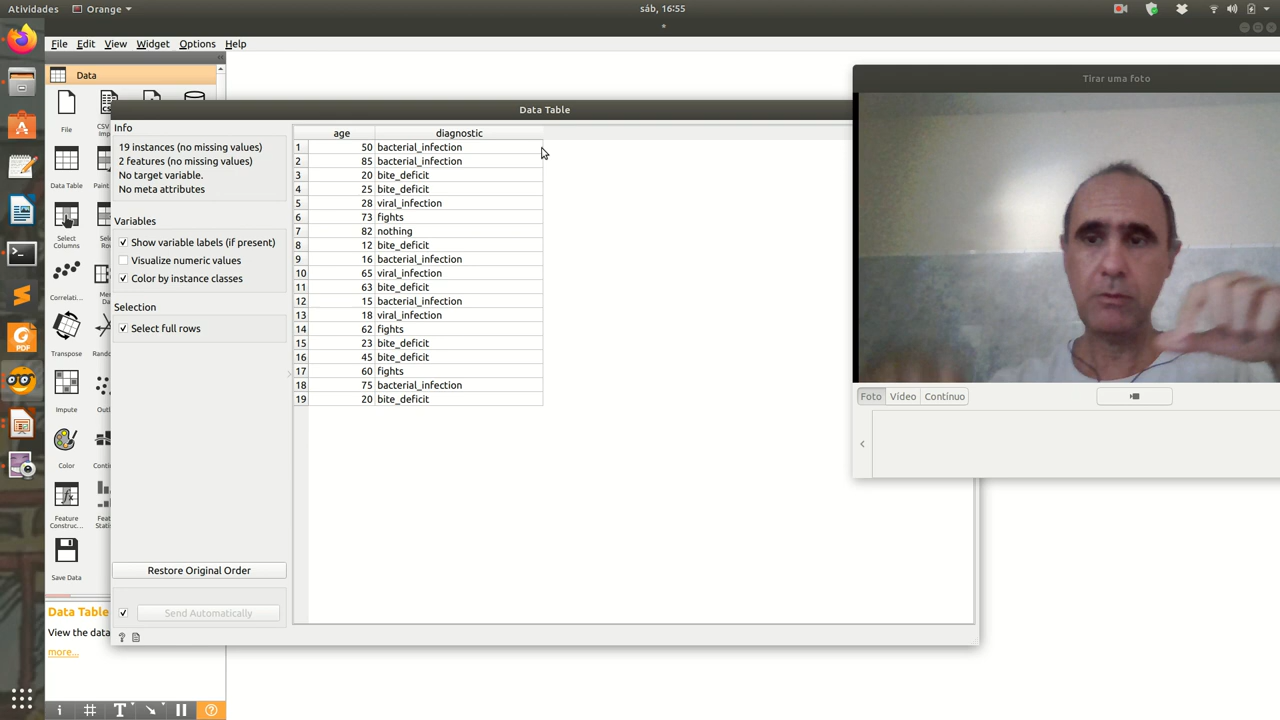 Atividades Orange sáb, 16:55
File Edit View Widget Options Help
Data
File
Data Table
Select
Columns
Transpose
Impute
Color
Feature
Construc...
Save Data
Data Table
View the data
more...
Data Table
Info
19 instances (no missing values)
2 features (no missing values)
No target variable.
No meta attributes
Variables
Show variable labels (if present)
Visualize numeric values
Color by instance classes
Selection
Select full rows
Restore Original Order
Send Automatically
age diagnostic
1 50 bacterial_infection
2 85 bacterial_infection
3 20 bite_deficit
4 25 bite_deficit
5 28 viral_infection
6 73 fights
7 82 nothing
8 12 bite_deficit
9 16 bacterial_infection
10 65 viral_infection
11 63 bite_deficit
12 15 bacterial_infection
13 18 viral_infection
14 62 fights
15 23 bite_deficit
16 45 bite_deficit
17 60 fights
18 75 bacterial_infection
19 20 bite_deficit
Tirar uma foto
Foto Vídeo Contínuo